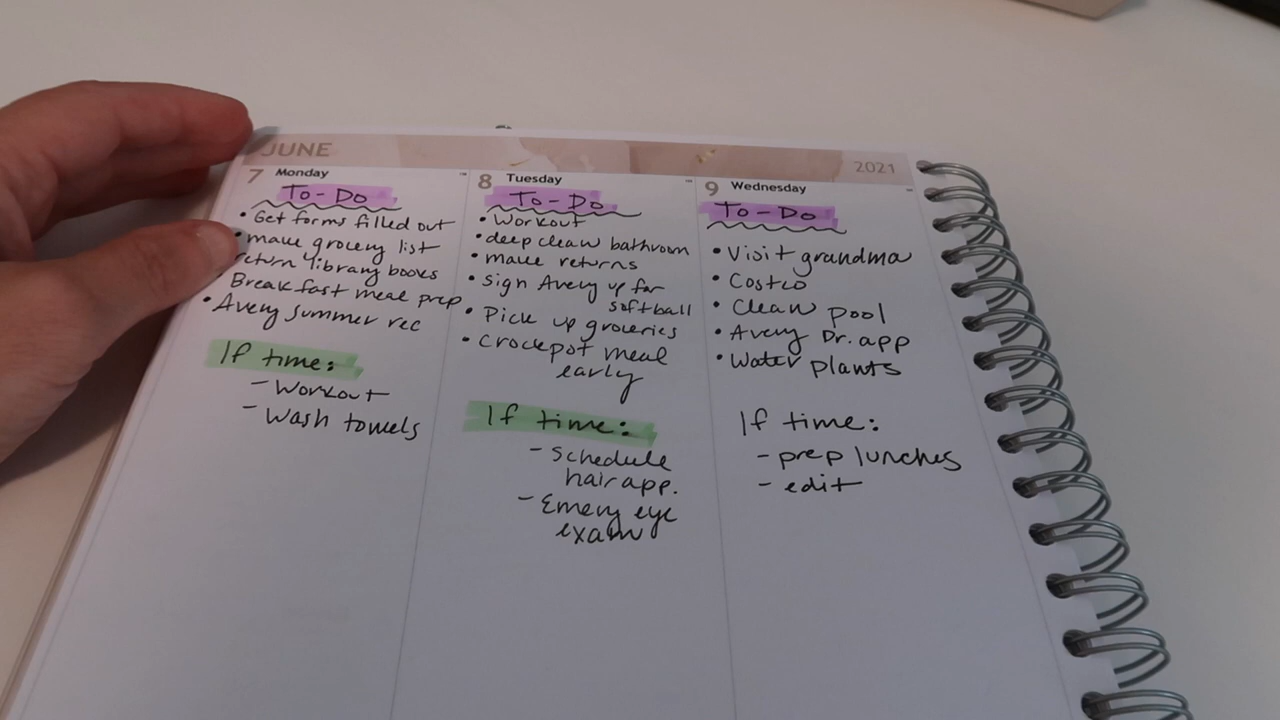 JUNE
2021
7 Monday
To-Do
• Get forms filled out
• make grocery list
return library books
• Breakfast meal prep
• Avery summer rec
If time:
- Workout
- Wash towels
8 Tuesday
To-Do
• Workout
• deep clean bathroom
• make returns
• sign Avery up for
softball
• Pick up groceries
• Crockpot meal
early
If time:
- Schedule
hair app.
- Emery eye
exam
9 Wednesday
To-Do
• Visit grandma
• Costco
• Clean pool
• Avery Dr. app
• Water plants
If time:
- prep lunches
- edit